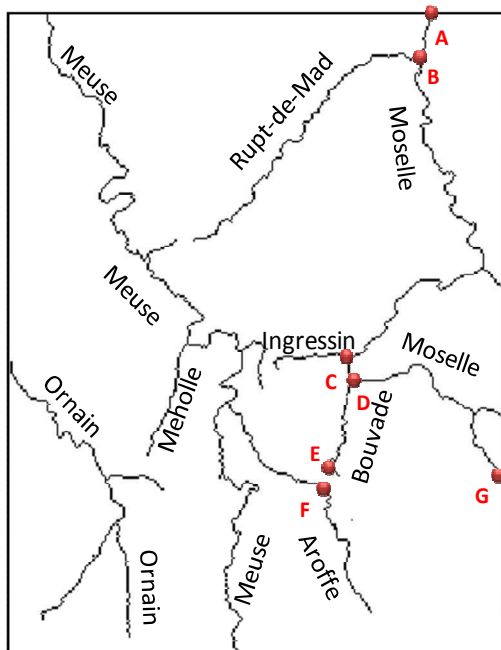 A
Meuse
B
Rupt-de-Mad
Moselle
Meuse
Ingressin
Moselle
C
D
Ornain
Meholle
Bouvade
E
G
F
Ornain
Meuse
Aroffe